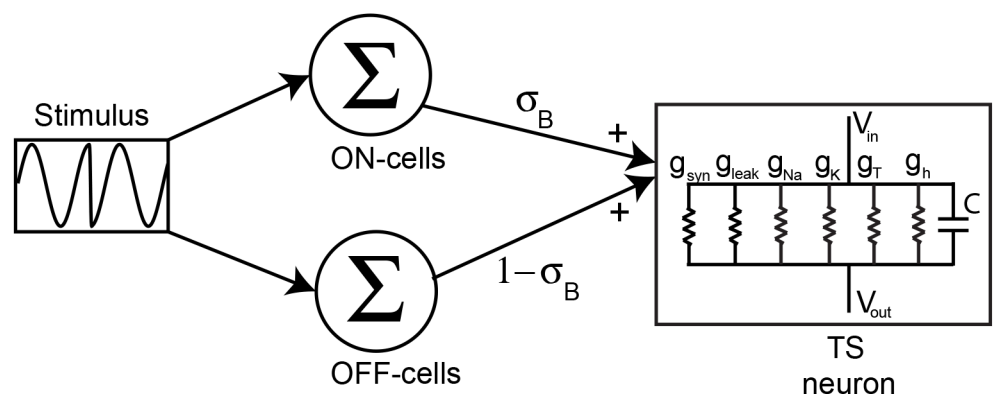 Stimulus
Σ
ON-cells
σB
+
Σ
OFF-cells
1−σB
+
Vin
gsyn gleak gNa gK gT gh
C
Vout
TS
neuron